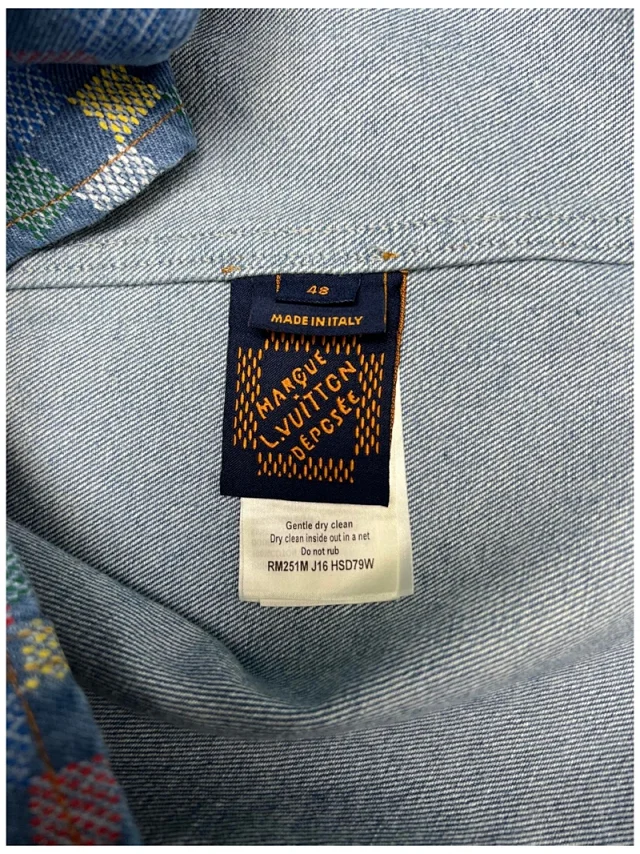 48
MADE IN ITALY
MARQUE
L.VUITTON
DÉPOSÉE
Gentle dry clean
Dry clean inside out in a net
Do not rub
RM251M J16 HSD79W